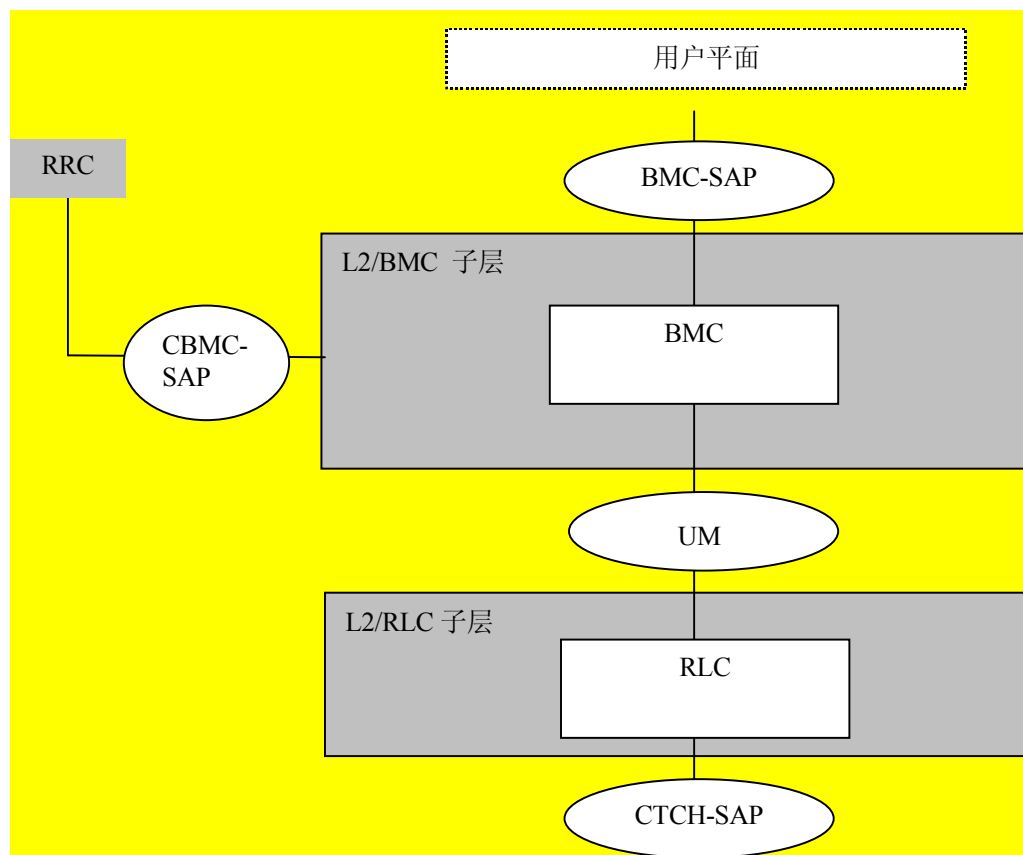 用户平面
RRC
BMC-SAP
L2/BMC 子层
BMC
CBMC-
SAP
UM
L2/RLC 子层
RLC
CTCH-SAP